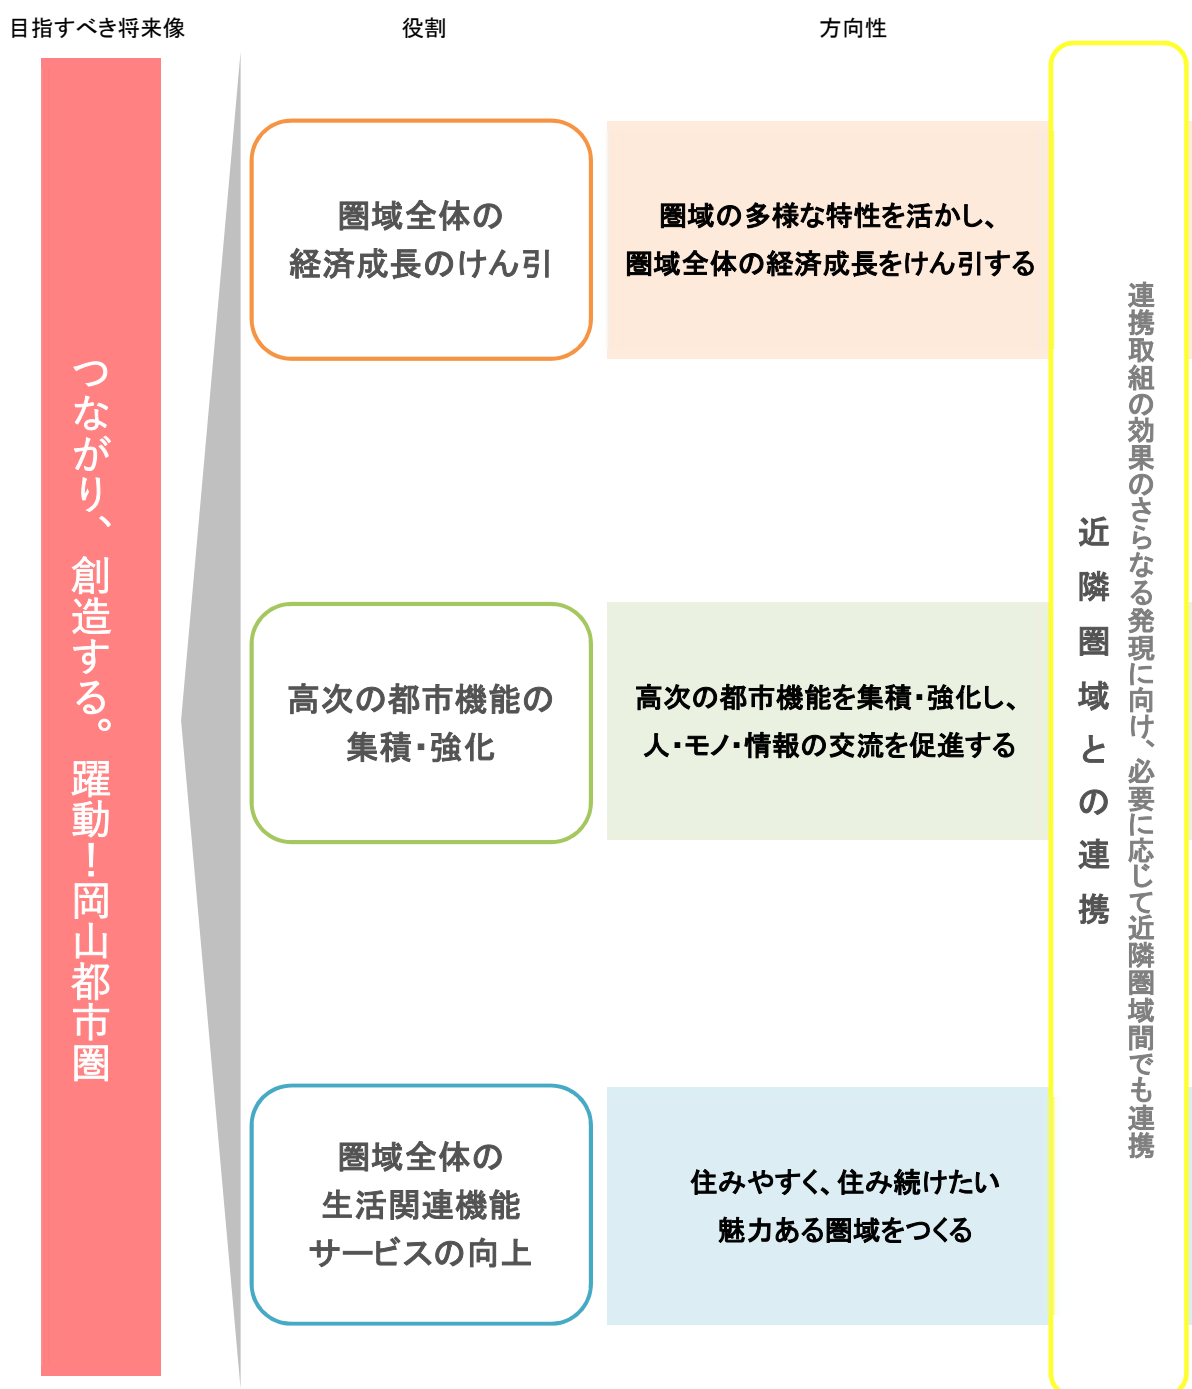 目指すべき将来像
役割
方向性
つながり、創造する。躍動！岡山都市圏
圏域全体の
経済成長のけん引
圏域の多様な特性を活かし、
圏域全体の経済成長をけん引する
高次の都市機能の
集積・強化
高次の都市機能を集積・強化し、
人・モノ・情報の交流を促進する
圏域全体の
生活関連機能
サービスの向上
住みやすく、住み続けたい
魅力ある圏域をつくる
連携取組の効果のさらなる発現に向け、必要に応じて近隣圏域間でも連携
近隣圏域との連携